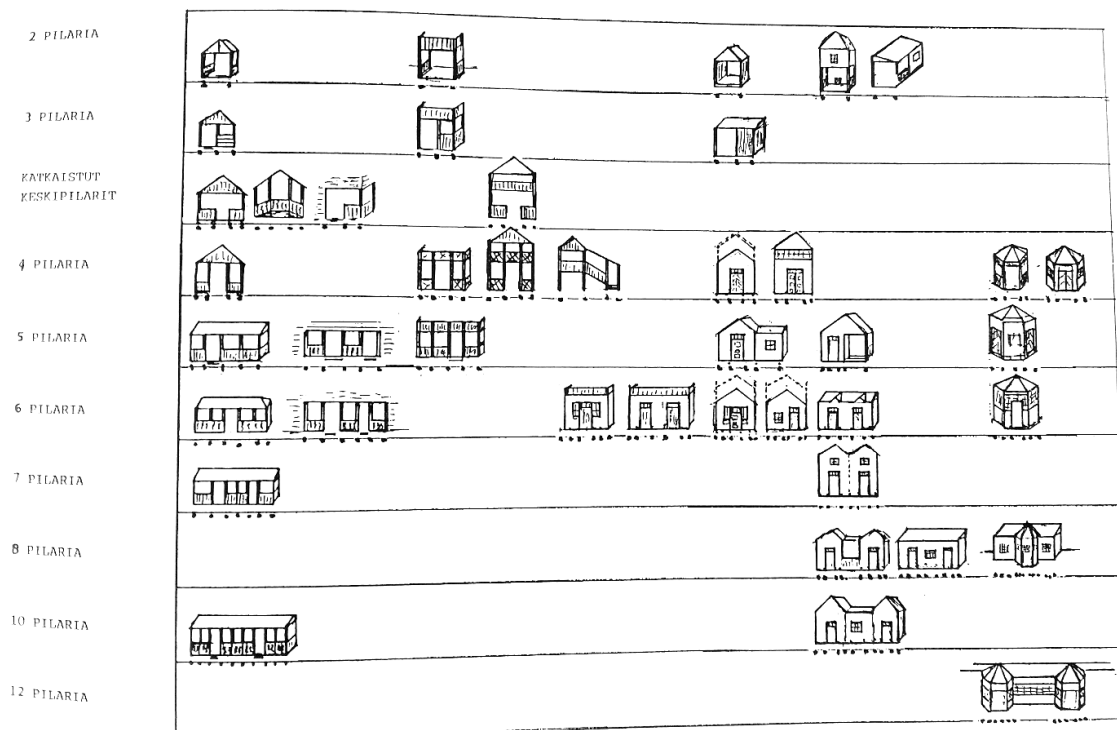 2 PILARIA
3 PILARIA
KATKAISTUT
KESKIPILARIT
4 PILARIA
5 PILARIA
6 PILARIA
7 PILARIA
8 PILARIA
10 PILARIA
12 PILARIA